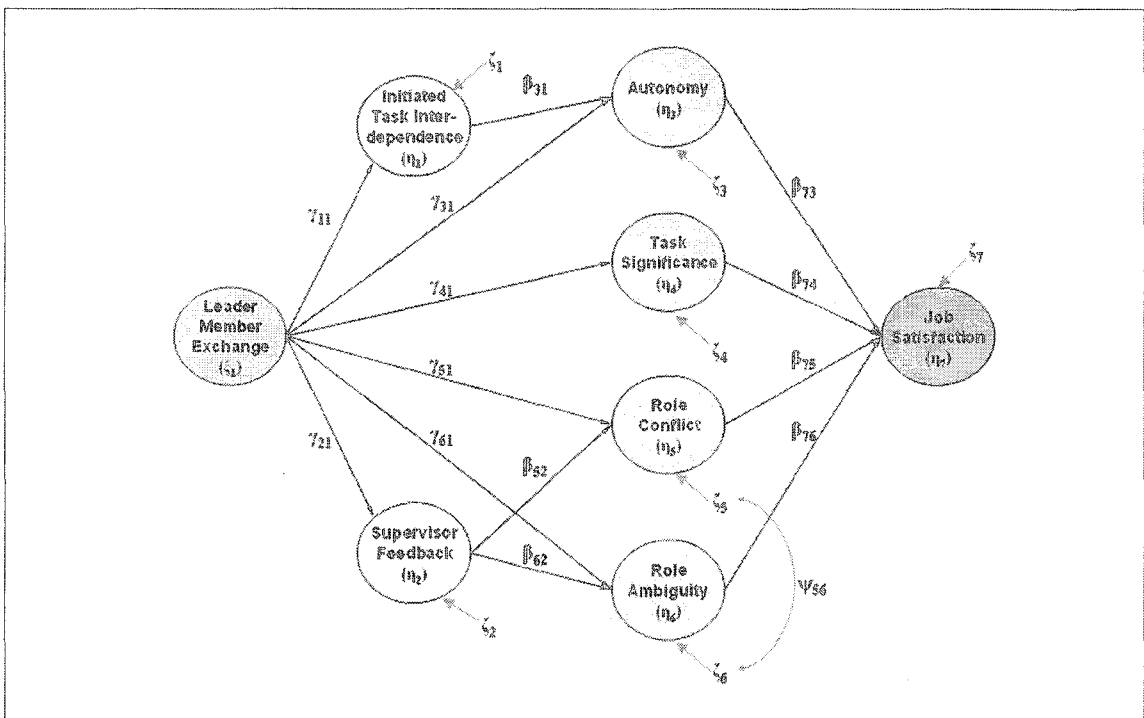 ζ1
β31
Initiated
Task Inter-
dependence
(η1)
Autonomy
(η3)
ζ3
γ11
γ31
β73
Task
Significance
(η4)
ζ4
γ41
β74
ζ7
Leader
Member
Exchange
(ξ1)
Job
Satisfaction
(η7)
γ51
β75
Role
Conflict
(η5)
ζ5
γ21
γ61
β52
β76
Supervisor
Feedback
(η2)
ζ2
β62
Role
Ambiguity
(η6)
ζ6
Ψ56